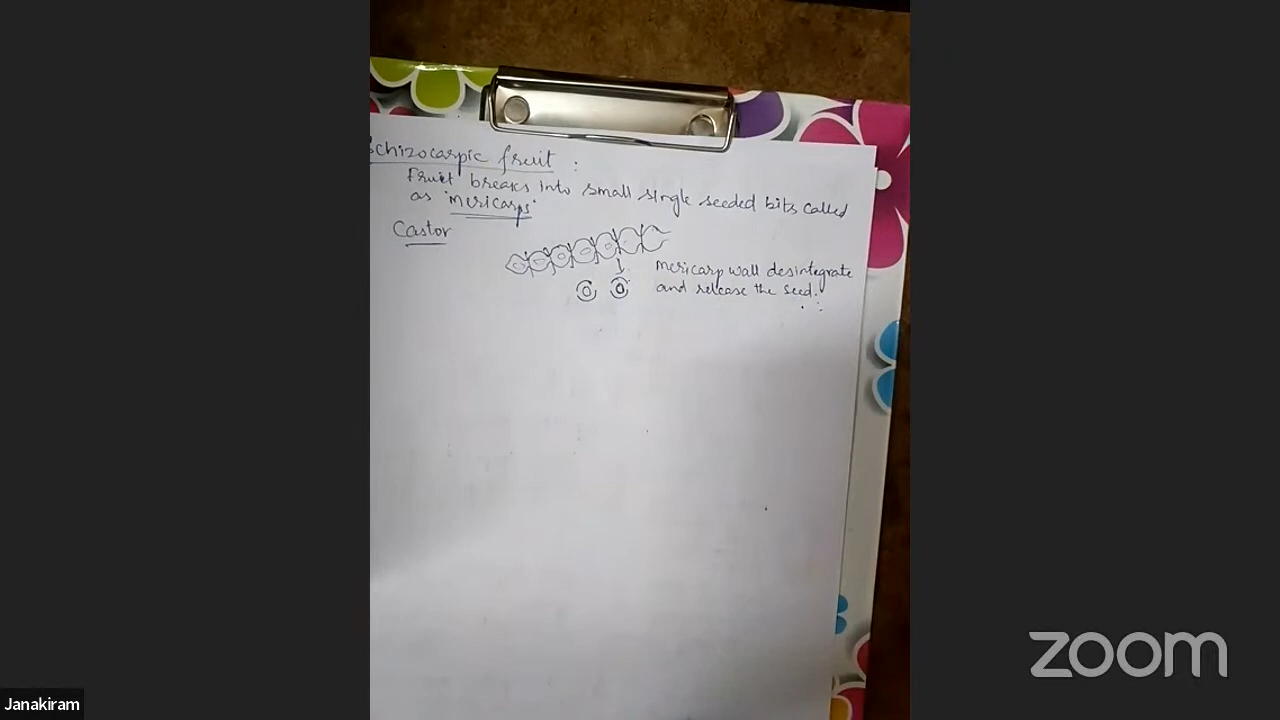 Schizocarpic fruit :
Fruit breaks into small single seeded bits called
as "Mericarps"
Castor
Mericarp wall desintegrate
and release the seed.
zoom
Janakiram